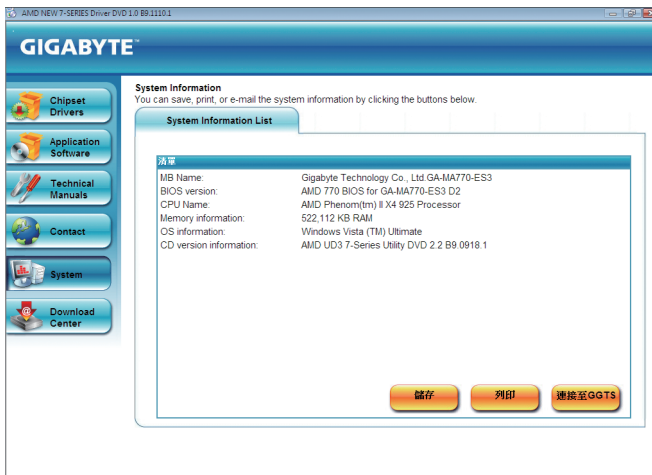 AMD NEW 7-SERIES Driver DVD 1.0 B9.1110.1
GIGABYTE™
Chipset
Drivers
Application
Software
Technical
Manuals
Contact
System
Download
Center
System Information
You can save, print, or e-mail the system information by clicking the buttons below.
System Information List
清單
MB Name: Gigabyte Technology Co., Ltd.GA-MA770-ES3
BIOS version: AMD 770 BIOS for GA-MA770-ES3 D2
CPU Name: AMD Phenom(tm) II X4 925 Processor
Memory information: 522,112 KB RAM
OS information: Windows Vista (TM) Ultimate
CD version information: AMD UD3 7-Series Utility DVD 2.2 B9.0918.1
儲存 列印 連接至GGTS